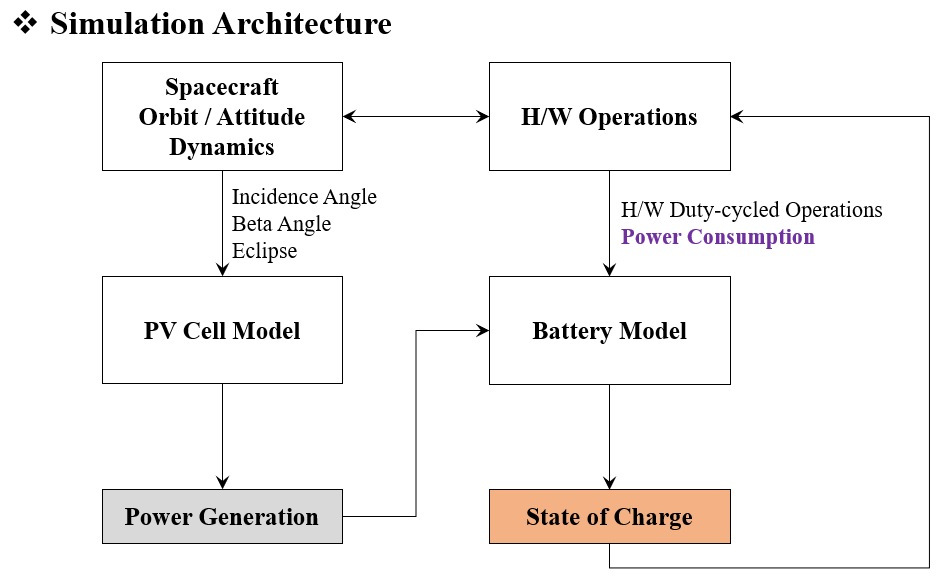 ❖ Simulation Architecture
Spacecraft
Orbit / Attitude
Dynamics
H/W Operations
Incidence Angle
Beta Angle
Eclipse
H/W Duty-cycled Operations
Power Consumption
PV Cell Model
Battery Model
Power Generation
State of Charge